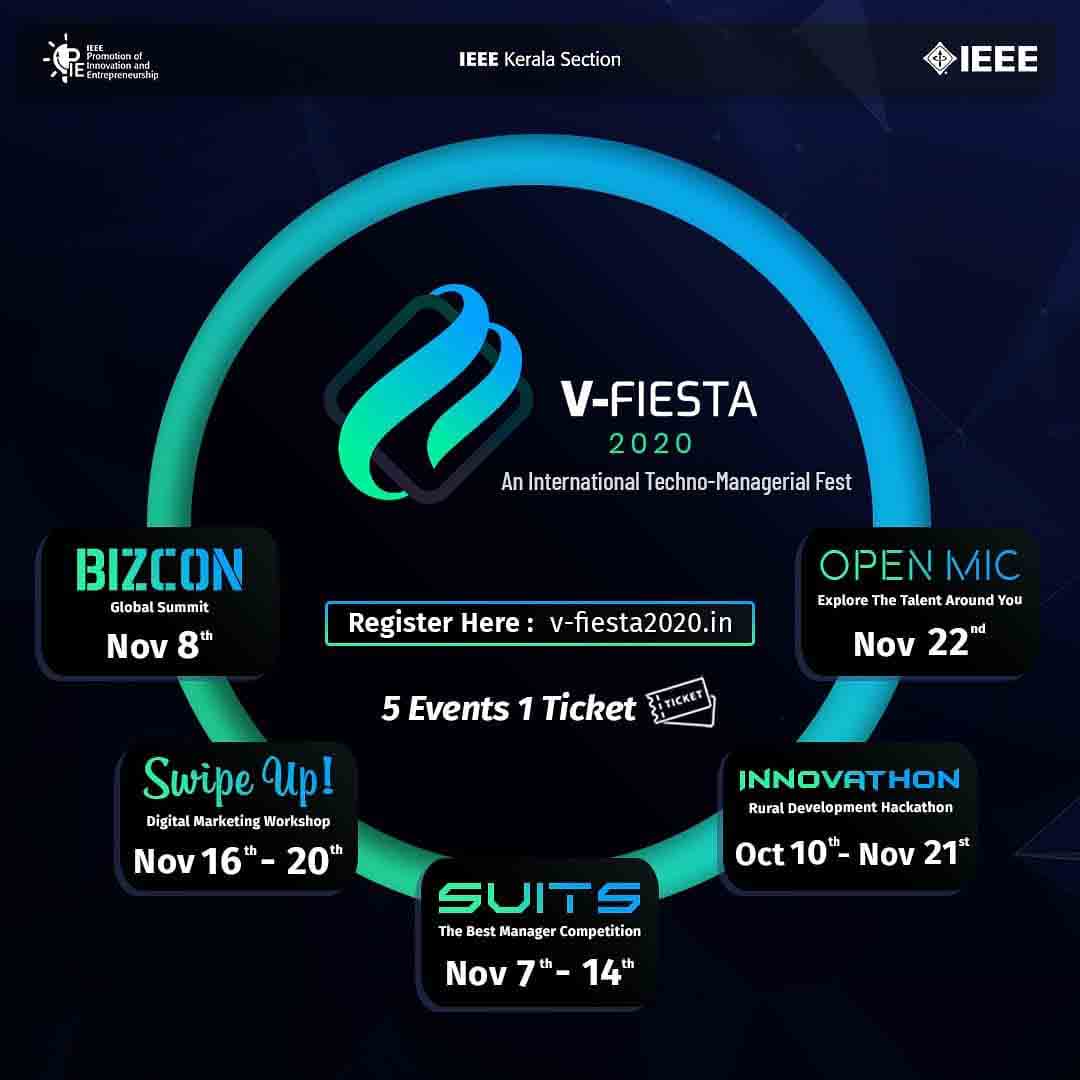 PIE
IEEE
Promotion of
Innovation and
Entrepreneurship
IEEE Kerala Section
IEEE
V-FIESTA
2020
An International Techno-Managerial Fest
BIZCON
Global Summit
Nov 8th
OPEN MIC
Explore The Talent Around You
Nov 22nd
Register Here : v-fiesta2020.in
5 Events 1 Ticket
TICKET
Swipe Up!
Digital Marketing Workshop
Nov 16th - 20th
INNOVATHON
Rural Development Hackathon
Oct 10th - Nov 21st
SUITS
The Best Manager Competition
Nov 7th - 14th